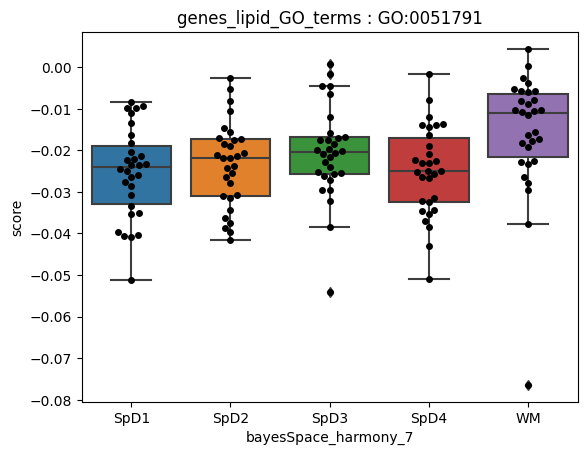 genes_lipid_GO_terms : GO:0051791
0.00
−0.01
−0.02
−0.03
−0.04
−0.05
−0.06
−0.07
−0.08
score
SpD1 SpD2 SpD3 SpD4 WM
bayesSpace_harmony_7